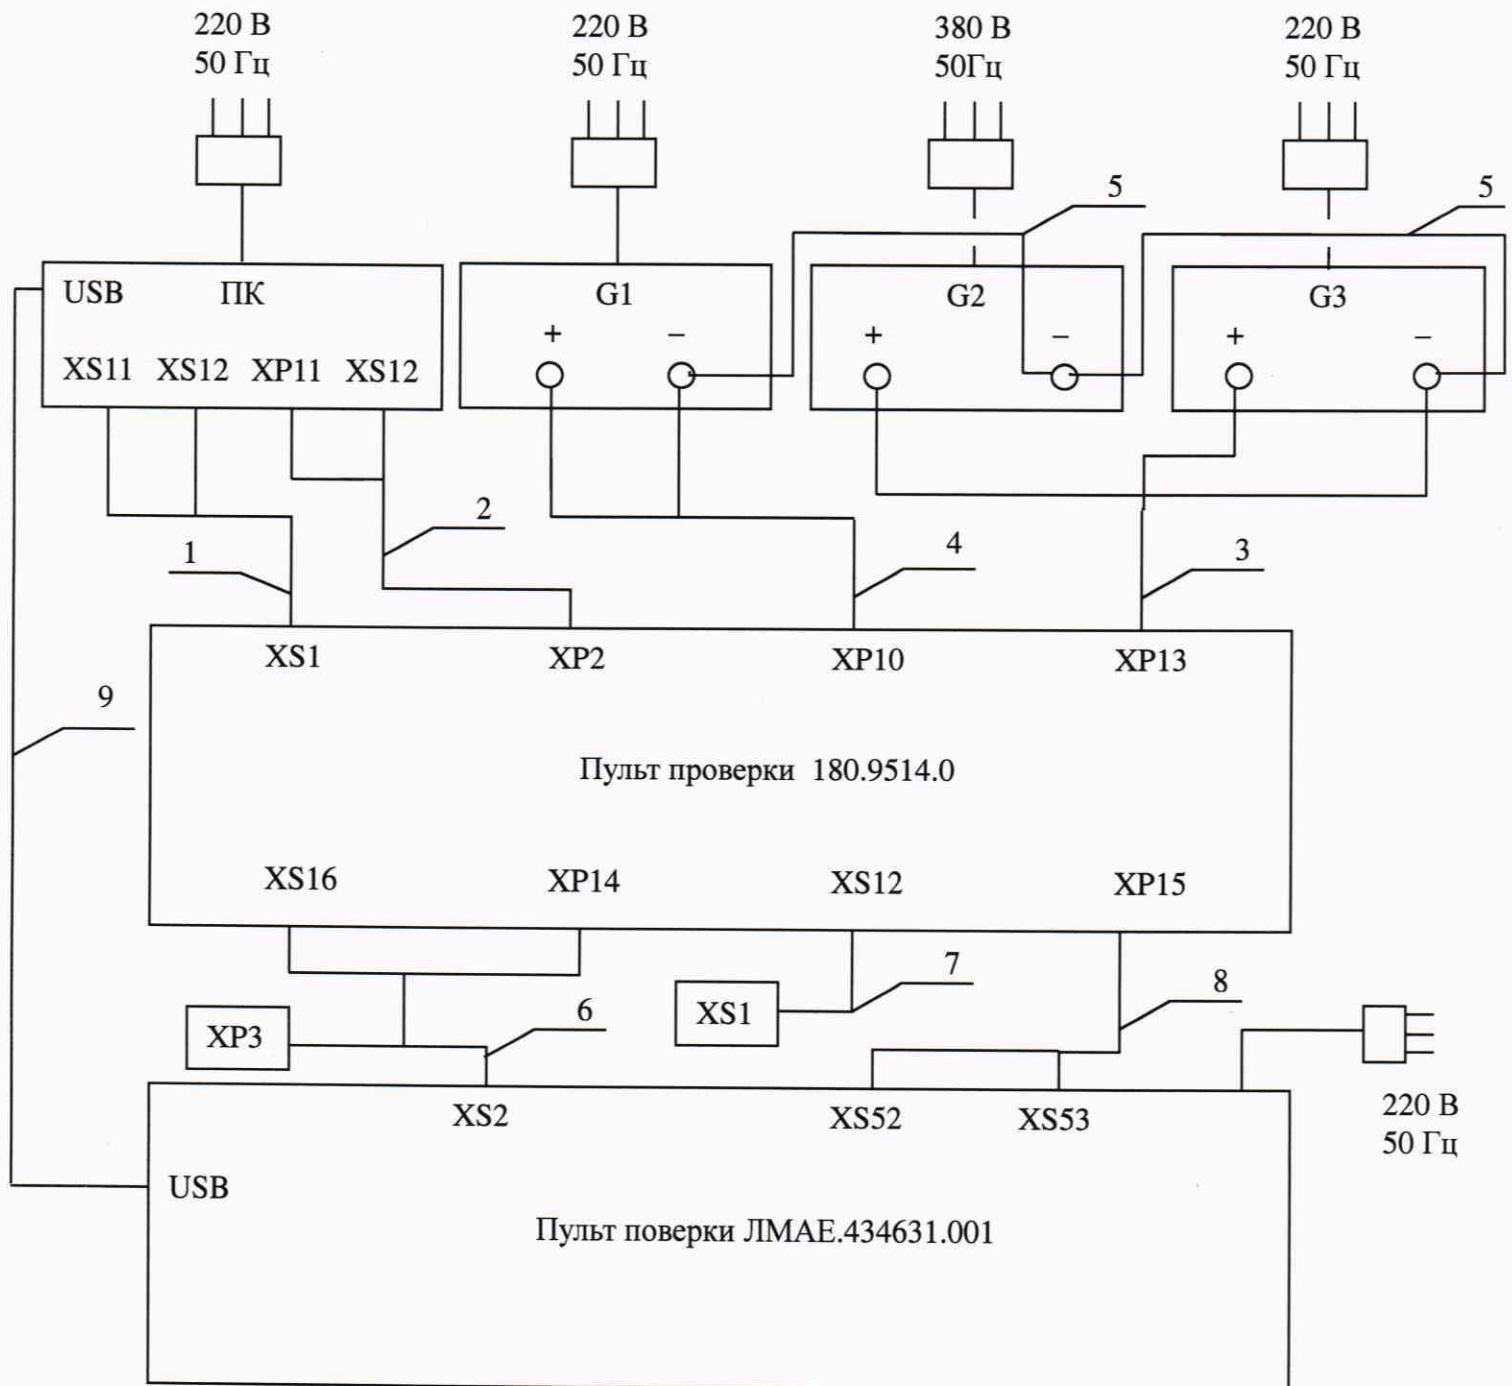 220 В
50 Гц
220 В
50 Гц
380 В
50Гц
220 В
50 Гц
5
5
USB ПК
XS11 XS12 XP11 XS12
G1
+ –
G2
+ –
G3
+ –
1
2
4
3
XS1 XP2 XP10 XP13
9
Пульт проверки 180.9514.0
XS16 XP14 XS12 XP15
XP3
6
XS1
7
8
220 В
50 Гц
XS2 XS52 XS53
USB
Пульт поверки ЛМАЕ.434631.001